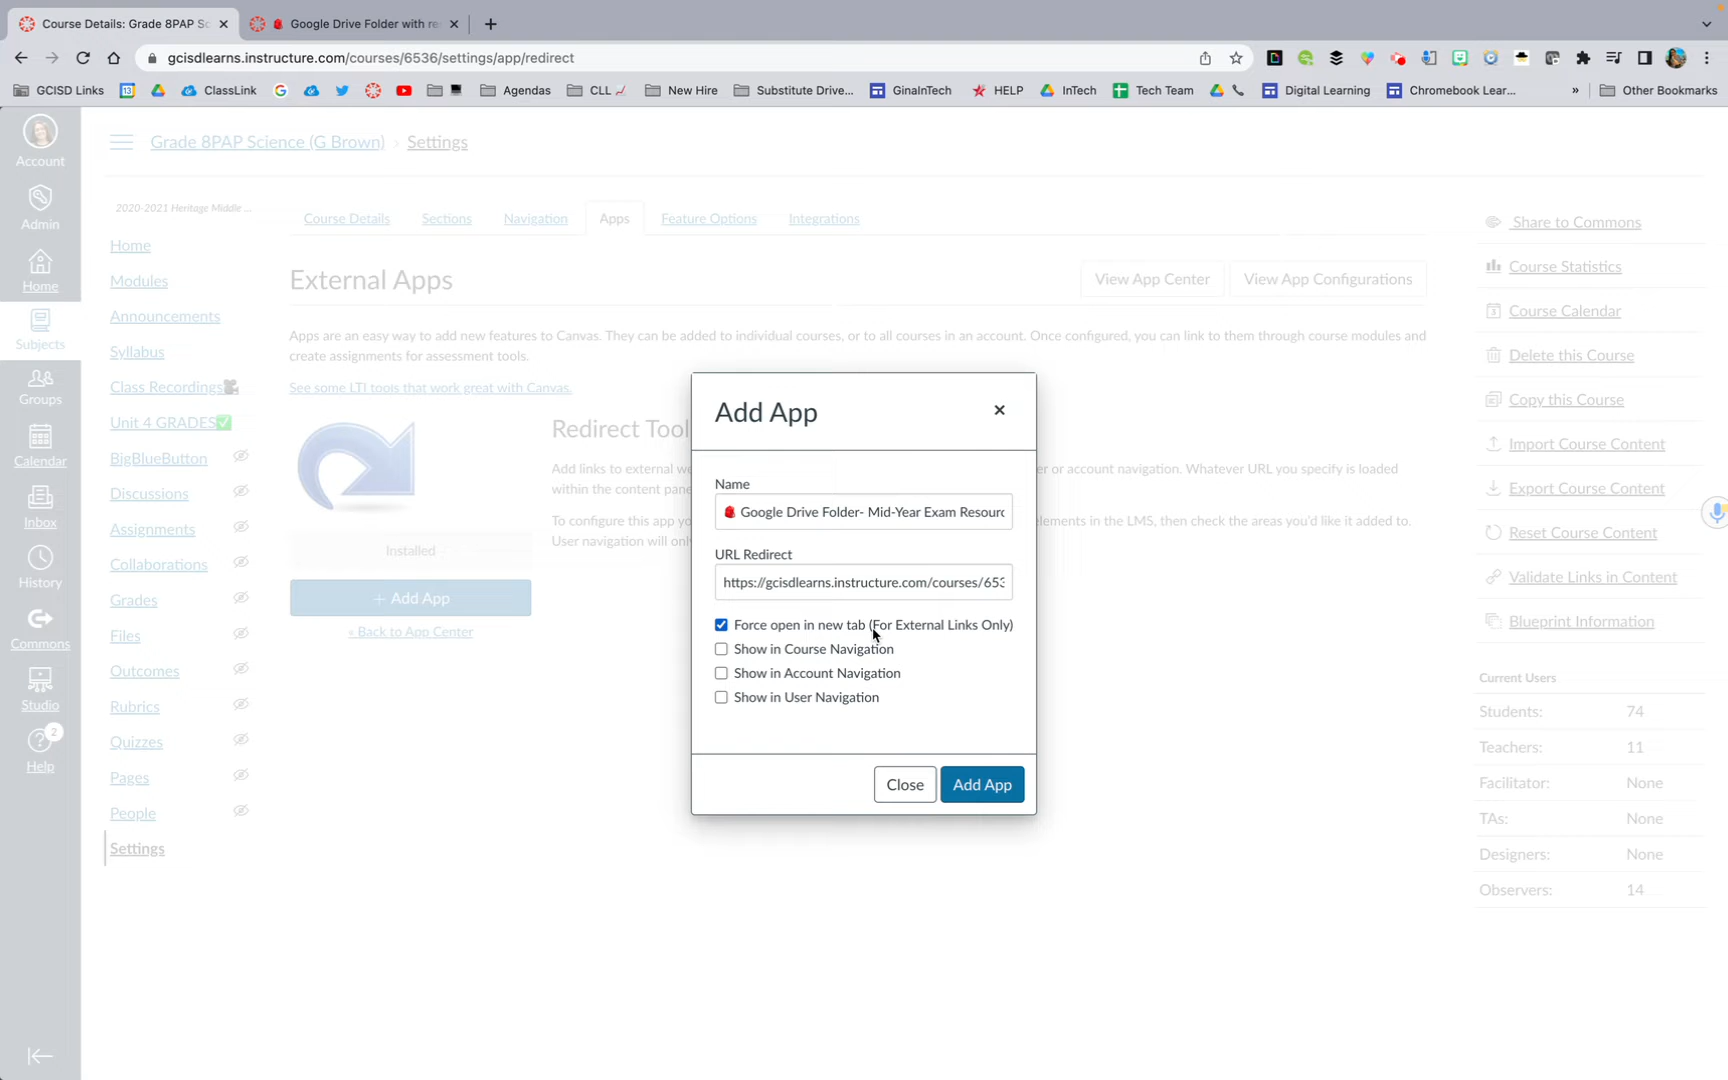 Course Details: Grade 8PAP Sc
Google Drive Folder with re
gcisdlearns.instructure.com/courses/6536/settings/app/redirect
GCISD Links
ClassLink
Agendas
CLL
New Hire
Substitute Drive...
GinaInTech
HELP
InTech
Tech Team
Digital Learning
Chromebook Lear...
»
Other Bookmarks
Account
Admin
Home
Subjects
Groups
Calendar
Inbox
History
Commons
Studio
2
Help
Grade 8PAP Science (G Brown) › Settings
2020-2021 Heritage Middle ...
Home
Modules
Announcements
Syllabus
Class Recordings
Unit 4 GRADES
BigBlueButton
Discussions
Assignments
Collaborations
Grades
Files
Outcomes
Rubrics
Quizzes
Pages
People
Settings
Course Details
Sections
Navigation
Apps
Feature Options
Integrations
External Apps
View App Center
View App Configurations
Apps are an easy way to add new features to Canvas. They can be added to individual courses, or to all courses in an account. Once configured, you can link to them through course modules and
create assignments for assessment tools.
See some LTI tools that work great with Canvas.
Redirect Tool
Add links to external we
er or account navigation. Whatever URL you specify is loaded
within the content pane
To configure this app yo
elements in the LMS, then check the areas you'd like it added to.
User navigation will onl
Installed
+ Add App
« Back to App Center
Add App
Name
Google Drive Folder- Mid-Year Exam Resourc
URL Redirect
https://gcisdlearns.instructure.com/courses/653
Force open in new tab (For External Links Only)
Show in Course Navigation
Show in Account Navigation
Show in User Navigation
Close
Add App
Share to Commons
Course Statistics
Course Calendar
Delete this Course
Copy this Course
Import Course Content
Export Course Content
Reset Course Content
Validate Links in Content
Blueprint Information
Current Users
Students: 74
Teachers: 11
Facilitator: None
TAs: None
Designers: None
Observers: 14